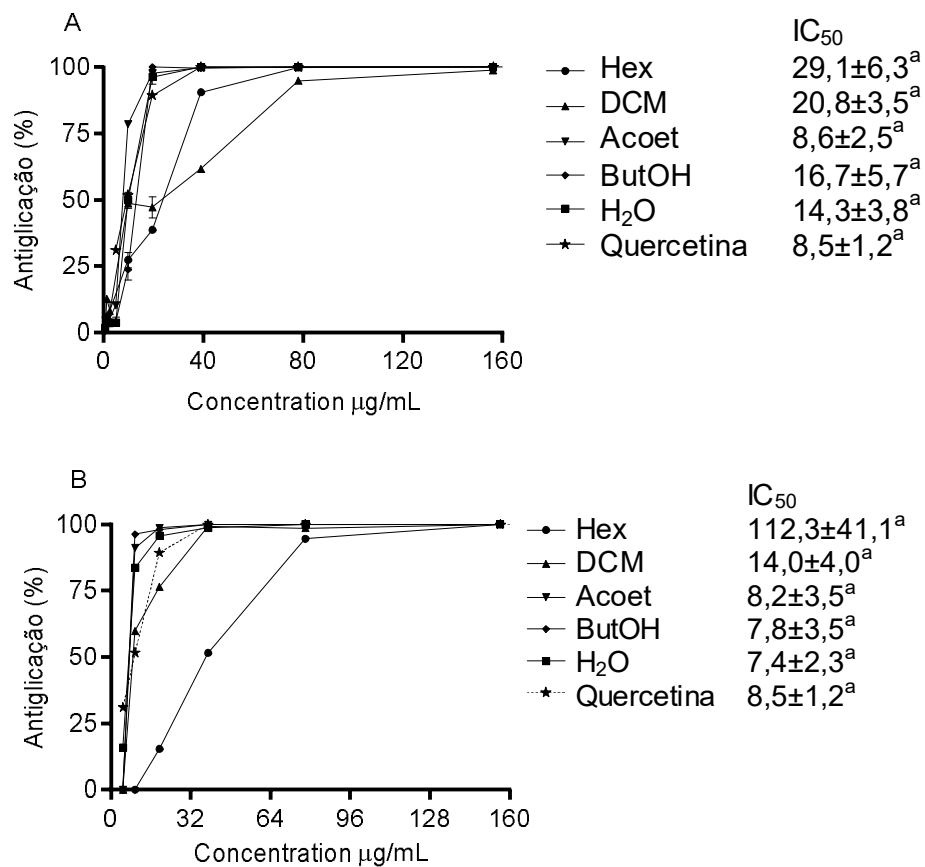 A
IC50
Hex 29,1±6,3a
DCM 20,8±3,5a
Acoet 8,6±2,5a
ButOH 16,7±5,7a
H2O 14,3±3,8a
Quercetina 8,5±1,2a
Antiglicação (%)
100
75
50
25
0
0 40 80 120 160
Concentration µg/mL
B
IC50
Hex 112,3±41,1a
DCM 14,0±4,0a
Acoet 8,2±3,5a
ButOH 7,8±3,5a
H2O 7,4±2,3a
Quercetina 8,5±1,2a
Antiglicação (%)
100
75
50
25
0
0 32 64 96 128 160
Concentration µg/mL